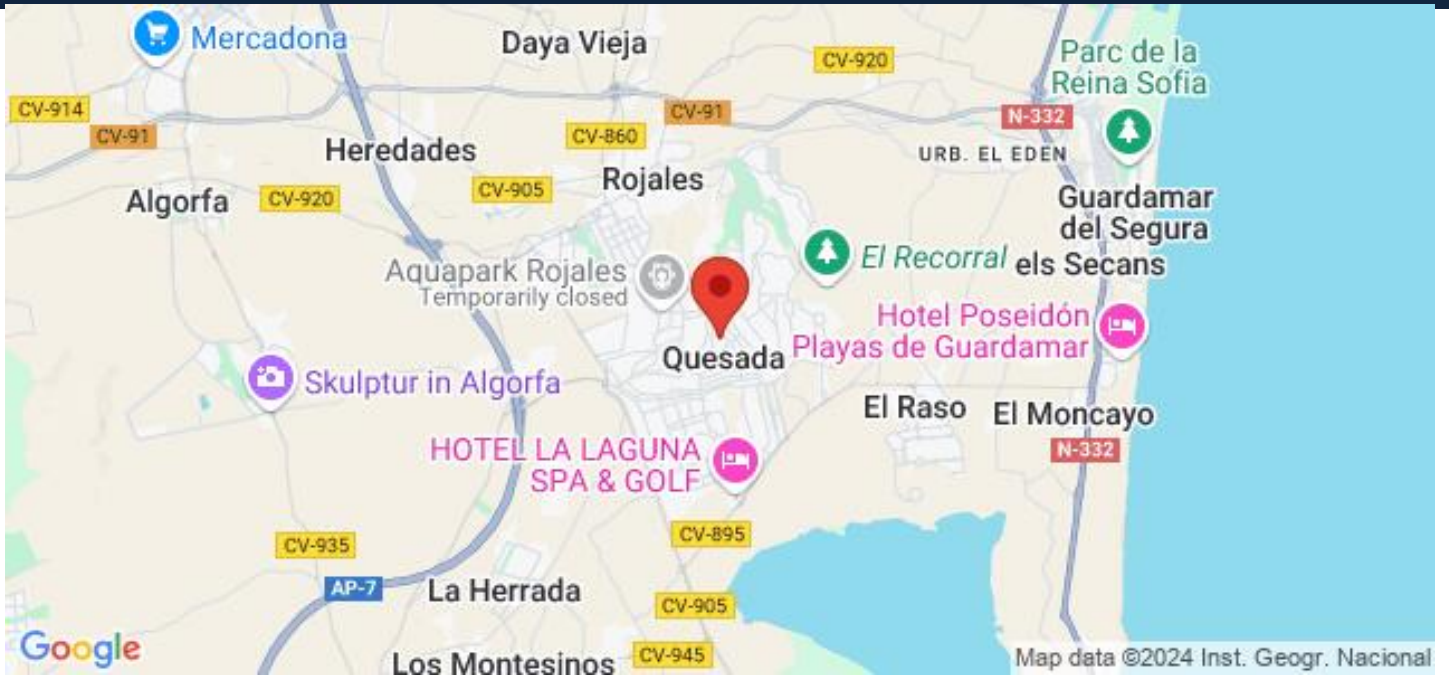 Mercadona
Daya Vieja
CV-920
Parc de la
Reina Sofia
CV-914
CV-91
CV-91
N-332
CV-860
Heredades
URB. EL EDEN
Rojales
CV-905
Algorfa
CV-920
Guardamar
del Segura
El Recorral
els Secans
Aquapark Rojales
Temporarily closed
Hotel Poseidón
Playas de Guardamar
Quesada
Skulptur in Algorfa
El Raso
El Moncayo
N-332
HOTEL LA LAGUNA
SPA & GOLF
CV-895
CV-935
AP-7
La Herrada
CV-905
Google
Los Montesinos
CV-945
Map data ©2024 Inst. Geogr. Nacional